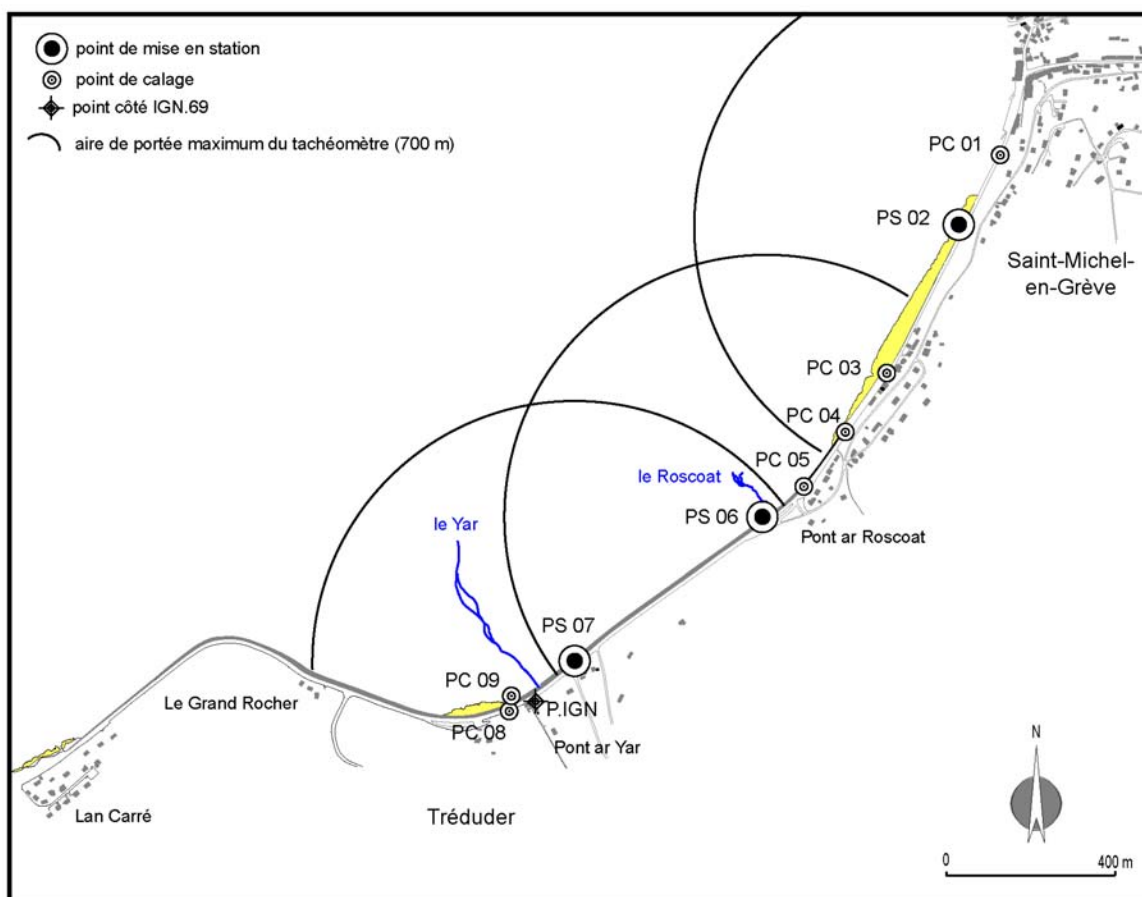 point de mise en station
point de calage
point côté IGN.69
aire de portée maximum du tachéomètre (700 m)
PC 01
PS 02
Saint-Michel-
en-Grève
PC 03
PC 04
PC 05
le Roscoat
PS 06
Pont ar Roscoat
le Yar
PS 07
PC 09
Le Grand Rocher
P.IGN
PC 08
Pont ar Yar
Lan Carré
Tréduder
N
0 400 m